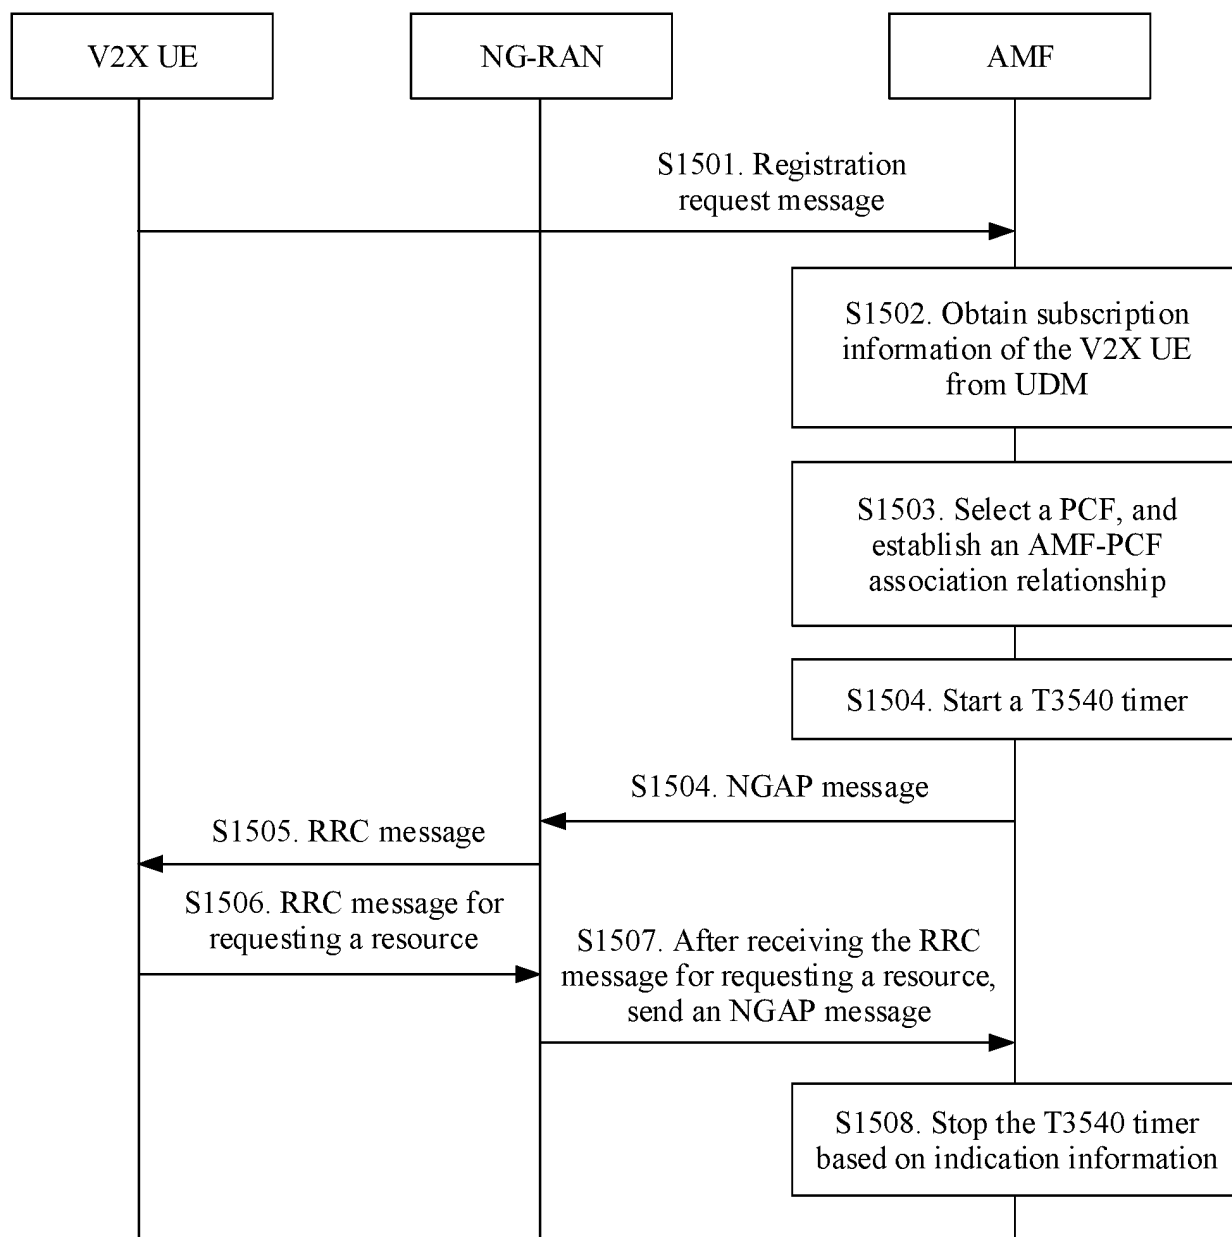 V2X UE
NG-RAN
AMF
S1501. Registration
request message
S1502. Obtain subscription
information of the V2X UE
from UDM
S1503. Select a PCF, and
establish an AMF-PCF
association relationship
S1504. Start a T3540 timer
S1504. NGAP message
S1505. RRC message
S1506. RRC message for
requesting a resource
S1507. After receiving the RRC
message for requesting a resource,
send an NGAP message
S1508. Stop the T3540 timer
based on indication information